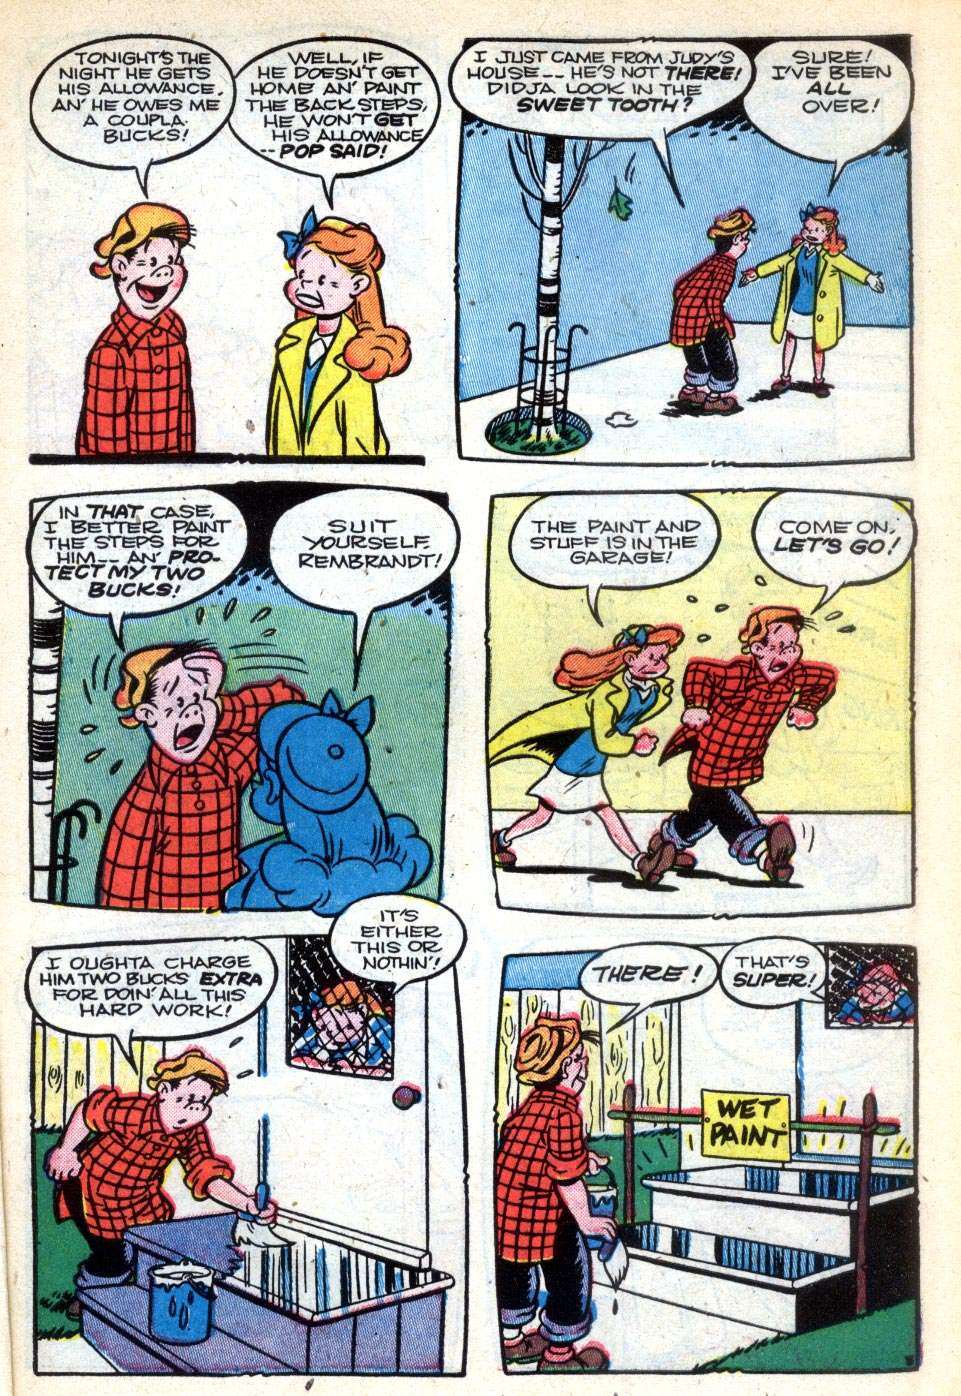 TONIGHT'S THE
NIGHT HE GETS
HIS ALLOWANCE,
AN' HE OWES ME
A COUPLA
BUCKS!
WELL, IF
HE DOESN'T GET
HOME AN' PAINT
THE BACK STEPS,
HE WON'T GET
HIS ALLOWANCE
-- POP SAID!
I JUST CAME FROM JUDY'S
HOUSE -- HE'S NOT THERE!
DIDJA LOOK IN THE
SWEET TOOTH?
SURE!
I'VE BEEN
ALL
OVER!
IN THAT CASE,
I BETTER PAINT
THE STEPS FOR
HIM -- AN' PRO-
TECT MY TWO
BUCKS!
SUIT
YOURSELF,
REMBRANDT!
THE PAINT AND
STUFF IS IN THE
GARAGE!
COME ON,
LET'S GO!
I OUGHTA CHARGE
HIM TWO BUCKS EXTRA
FOR DOIN' ALL THIS
HARD WORK!
IT'S
EITHER
THIS OR
NOTHIN'!
THERE!
THAT'S
SUPER!
WET
PAINT